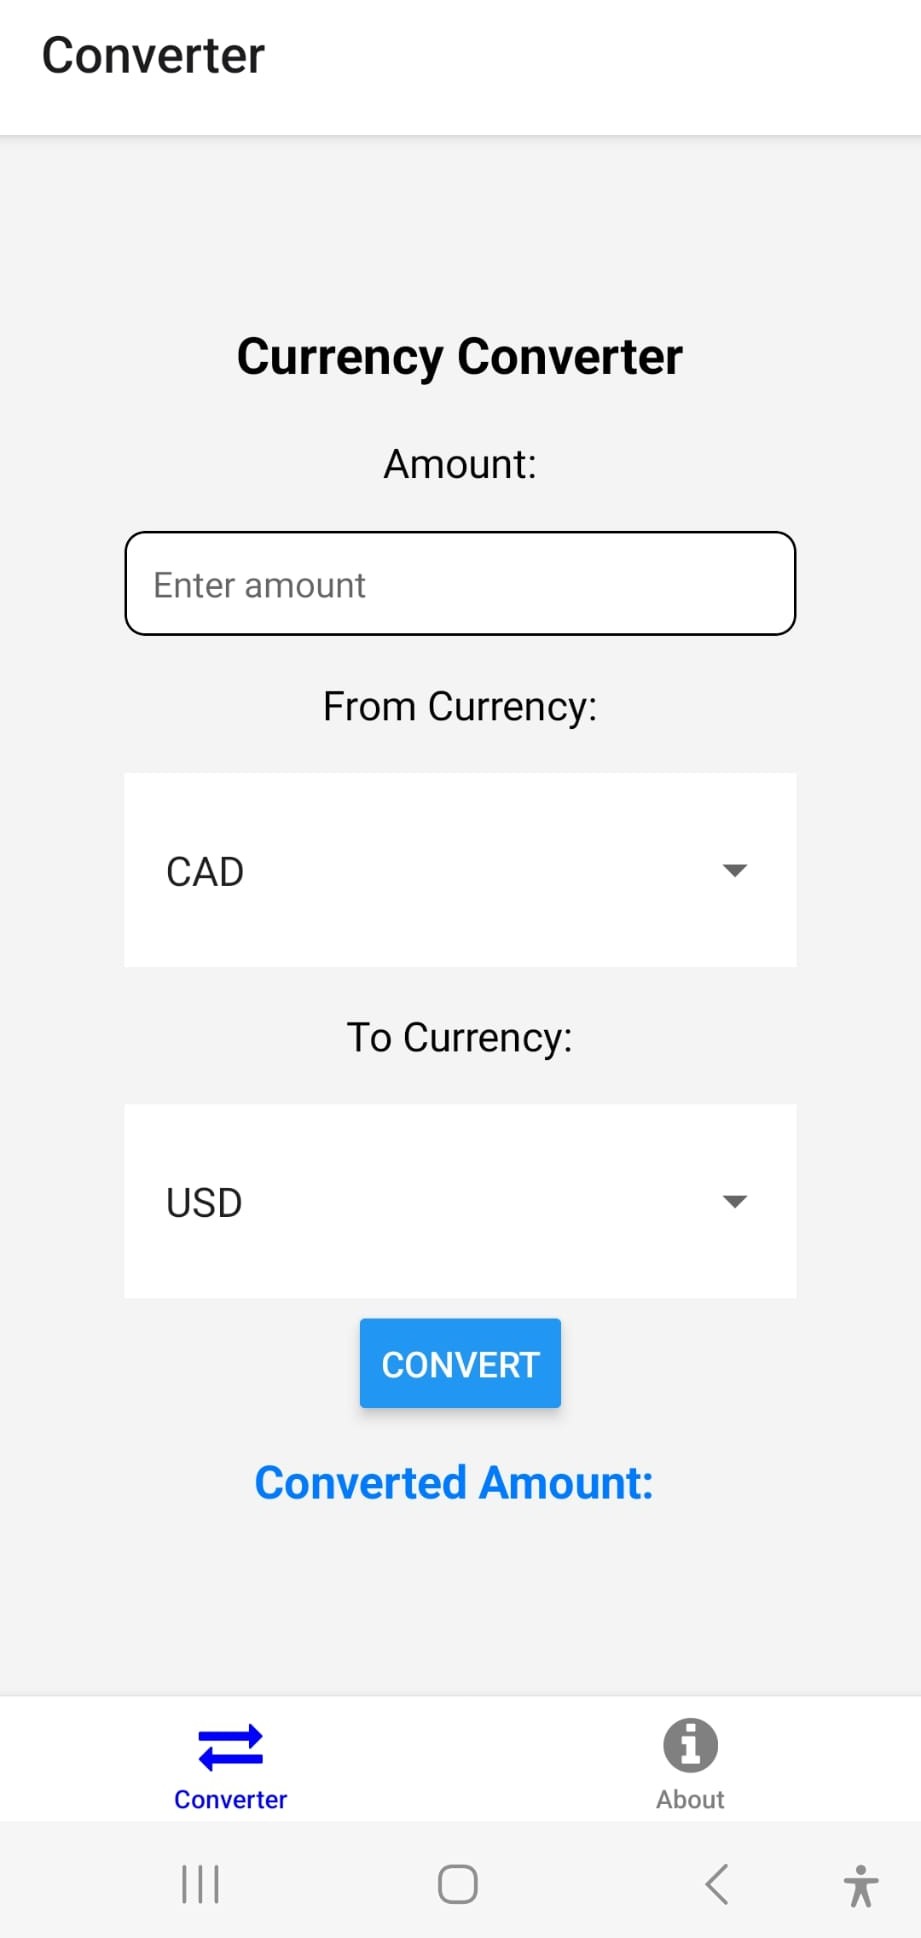 Converter
Currency Converter
Amount:
Enter amount
From Currency:
CAD
To Currency:
USD
CONVERT
Converted Amount:
Converter
About